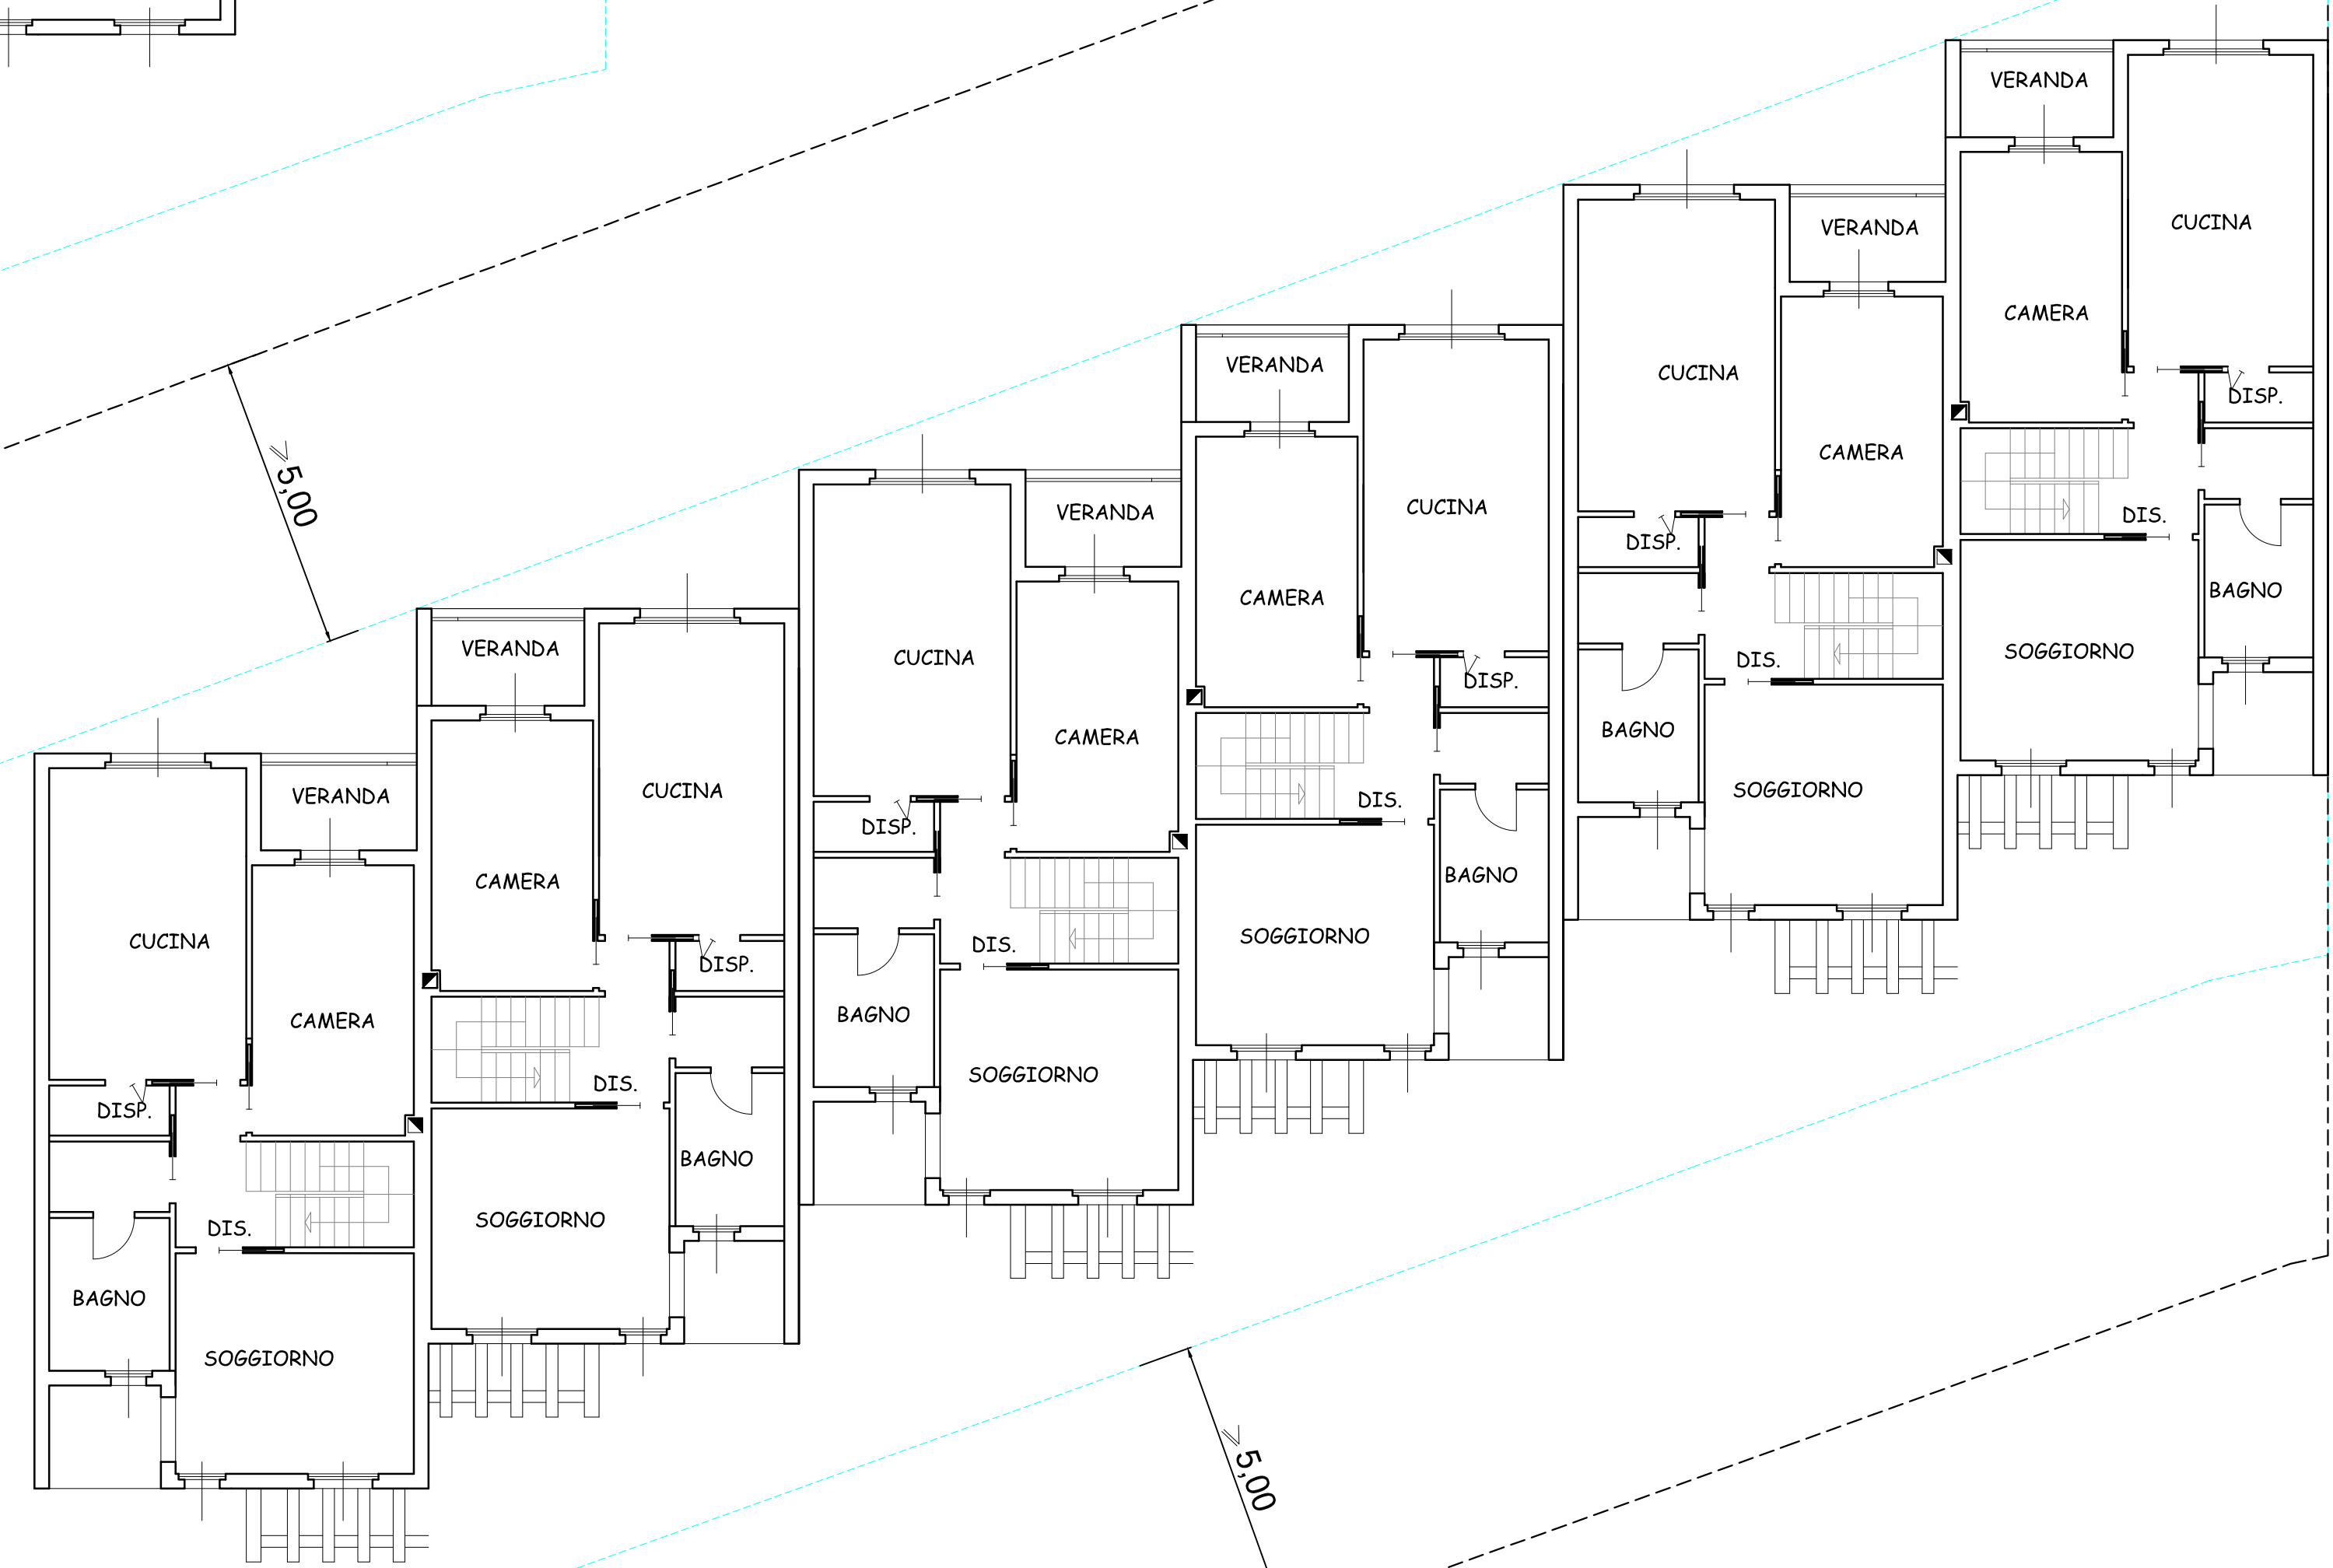 VERANDA
CUCINA
CAMERA
DISP.
DIS.
BAGNO
SOGGIORNO
VERANDA
CUCINA
CAMERA
DISP.
DIS.
BAGNO
SOGGIORNO
VERANDA
CUCINA
CAMERA
DISP.
DIS.
BAGNO
SOGGIORNO
VERANDA
CUCINA
CAMERA
DISP.
DIS.
BAGNO
SOGGIORNO
VERANDA
CUCINA
CAMERA
DISP.
DIS.
BAGNO
SOGGIORNO
VERANDA
CUCINA
CAMERA
DISP.
DIS.
BAGNO
SOGGIORNO
⩾ 5,00
⩾ 5,00